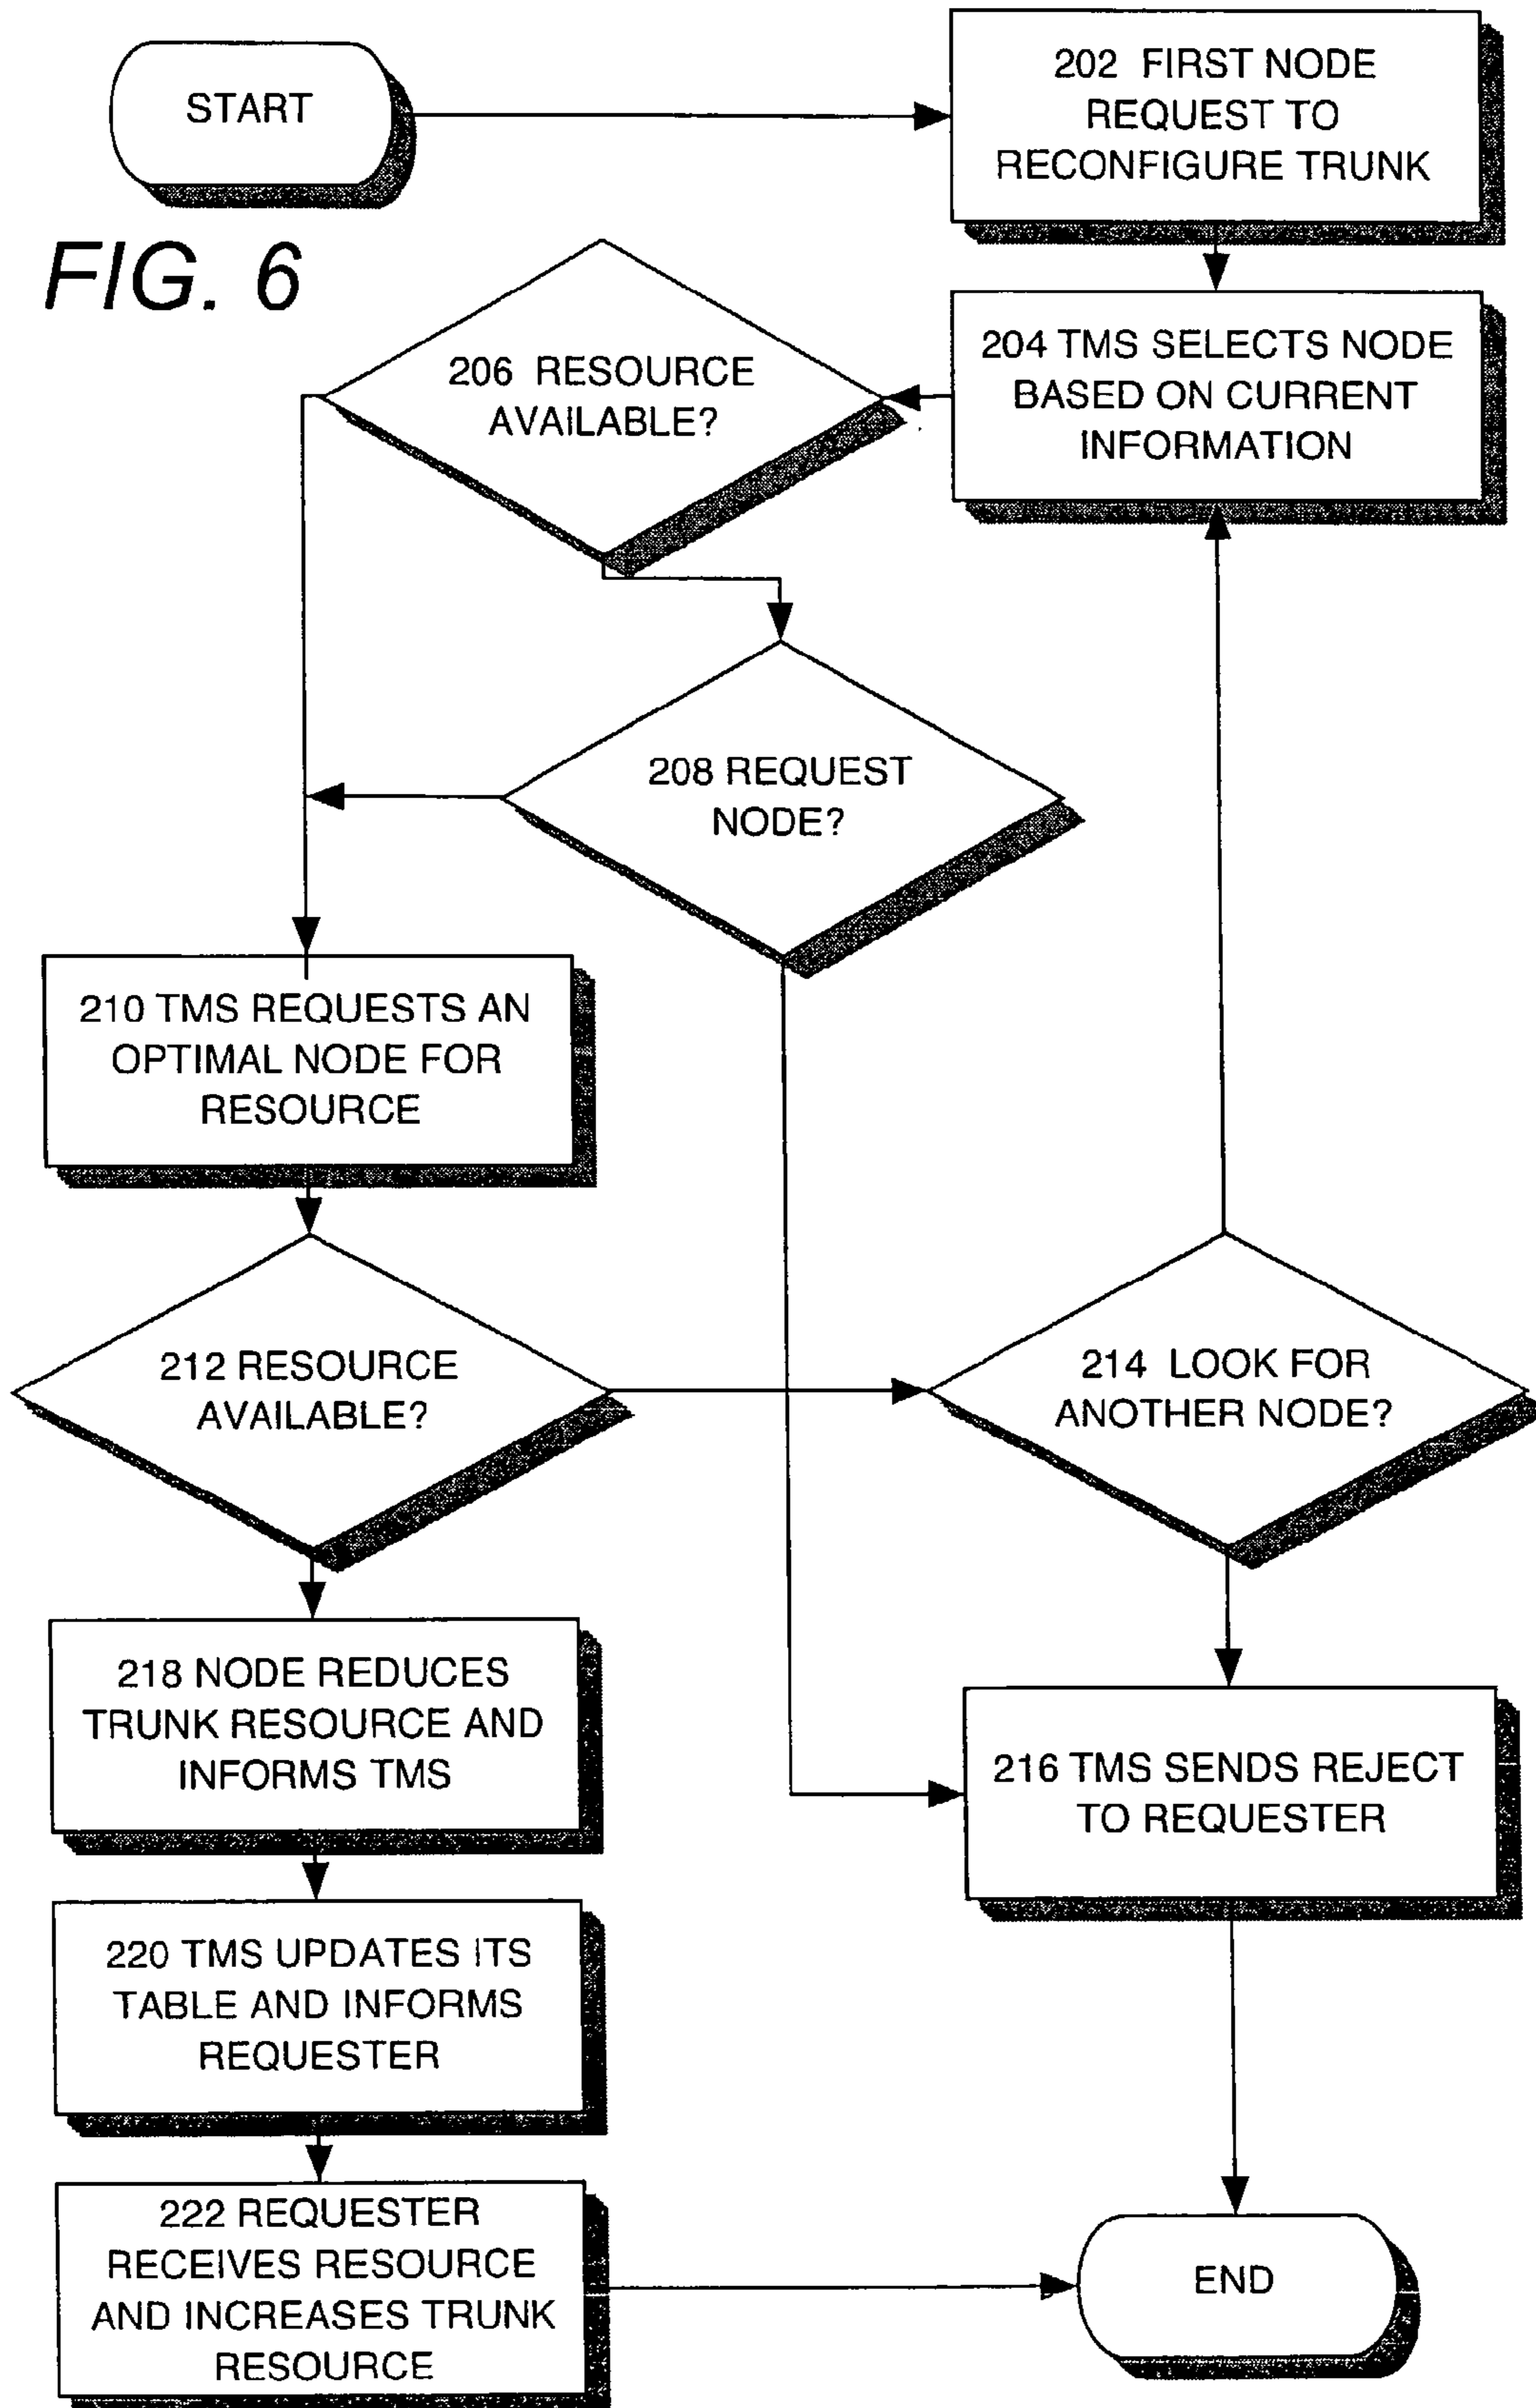 START
202 FIRST NODE
REQUEST TO
RECONFIGURE TRUNK
FIG. 6
204 TMS SELECTS NODE
BASED ON CURRENT
INFORMATION
206 RESOURCE
AVAILABLE?
208 REQUEST
NODE?
210 TMS REQUESTS AN
OPTIMAL NODE FOR
RESOURCE
212 RESOURCE
AVAILABLE?
214 LOOK FOR
ANOTHER NODE?
218 NODE REDUCES
TRUNK RESOURCE AND
INFORMS TMS
216 TMS SENDS REJECT
TO REQUESTER
220 TMS UPDATES ITS
TABLE AND INFORMS
REQUESTER
222 REQUESTER
RECEIVES RESOURCE
AND INCREASES TRUNK
RESOURCE
END